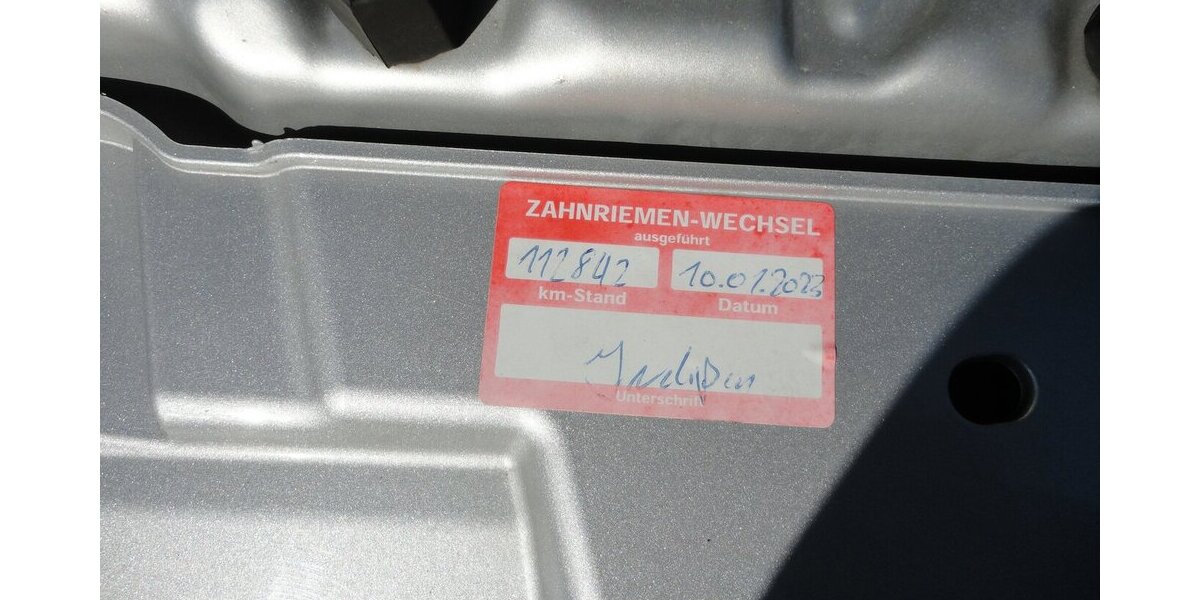 ZAHNRIEMEN-WECHSEL
ausgeführt
112842 10.01.2023
km-Stand Datum
Unterschrift